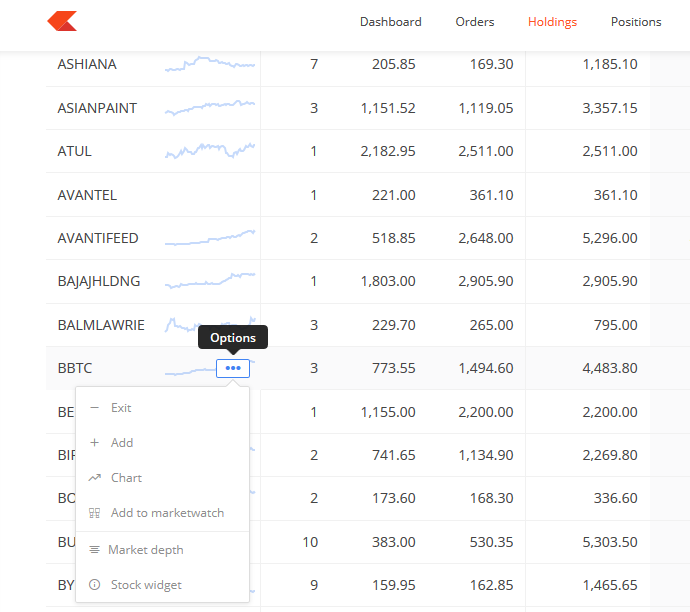 Dashboard Orders Holdings Positions
ASHIANA 7 205.85 169.30 1,185.10
ASIANPAINT 3 1,151.52 1,119.05 3,357.15
ATUL 1 2,182.95 2,511.00 2,511.00
AVANTEL 1 221.00 361.10 361.10
AVANTIFEED 2 518.85 2,648.00 5,296.00
BAJAJHLDNG 1 1,803.00 2,905.90 2,905.90
BALMLAWRIE 3 229.70 265.00 795.00
Options
BBTC ••• 3 773.55 1,494.60 4,483.80
Exit
BE 1 1,155.00 2,200.00 2,200.00
Add
BIF 2 741.65 1,134.90 2,269.80
Chart
BO 2 173.60 168.30 336.60
Add to marketwatch
BU 10 383.00 530.35 5,303.50
Market depth
BY 9 159.95 162.85 1,465.65
Stock widget